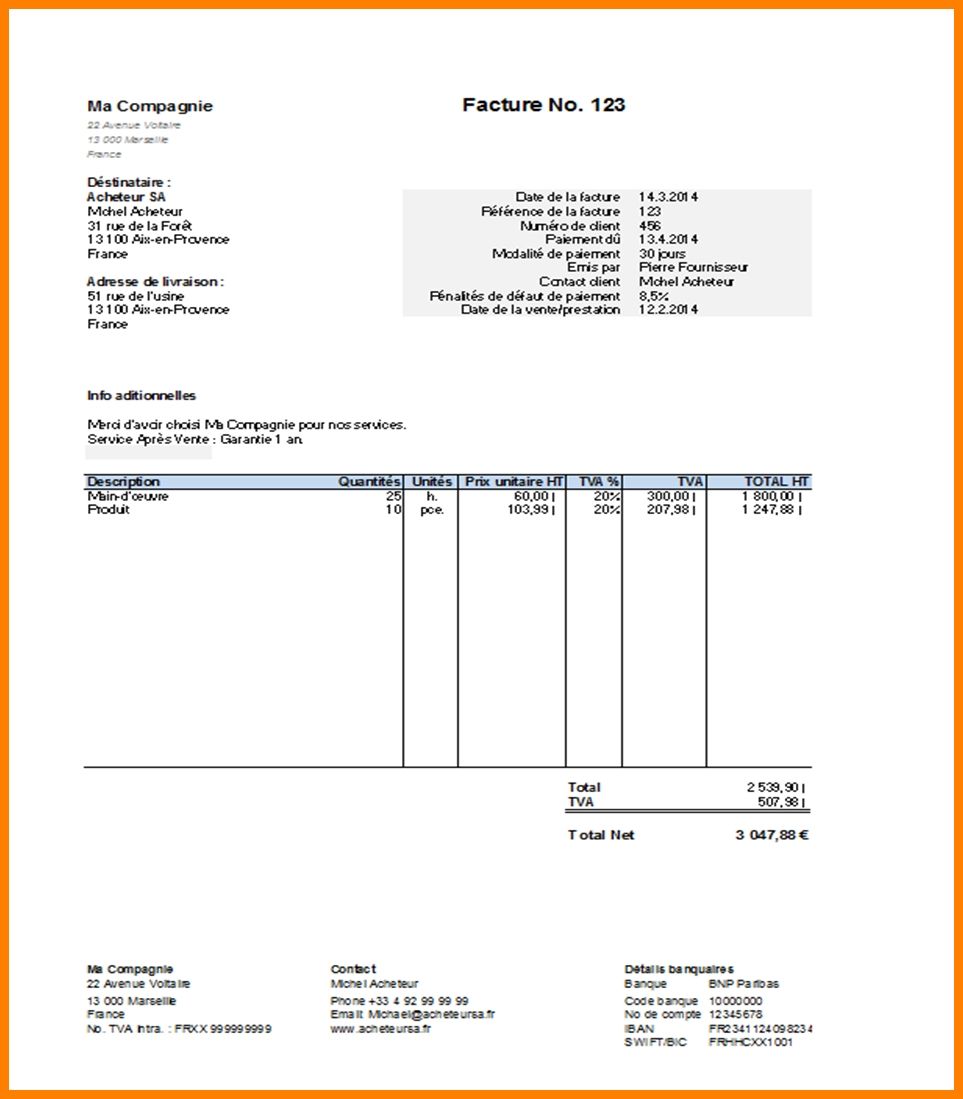 Ma Compagnie
22 Avenue Voltaire
13 000 Marseille
France
Facture No. 123
Déstinataire :
Acheteur SA
Michel Acheteur
31 rue de la Forêt
13100 Aix-en-Provence
France
Adresse de livraison :
51 rue de l'usine
13100 Aix-en-Provence
France
Date de la facture 14.3.2014
Référence de la facture 123
Numéro de client 456
Paiement dû 13.4.2014
Modalité de paiement 30 jours
Emis par Pierre Fournisseur
Contact client Michel Acheteur
Pénalités de défaut de paiement 8,5%
Date de la vente/prestation 12.2.2014
Info aditionnelles
Merci d'avoir choisi Ma Compagnie pour nos services.
Service Après Vente : Garantie 1 an.
Description Quantités Unités Prix unitaire HT TVA % TVA TOTAL HT
Main-d'œuvre 25 h. 60,00 20% 300,00 1 800,00
Produit 10 pce. 103,99 20% 207,98 1 247,88
Total 2 539,90
TVA 507,98
Total Net 3 047,88 €
Ma Compagnie
22 Avenue Voltaire
13 000 Marseille
France
No. TVA Intra. : FRXX 999999999
Contact
Michel Acheteur
Phone +33 4 92 99 99 99
Email: Michael@acheteursa.fr
www.acheteursa.fr
Détails banquaires
Banque BNP Paribas
Code banque 10000000
No de compte 12345678
IBAN FR2341124098234
SWIFT/BIC FRHHCXX1001